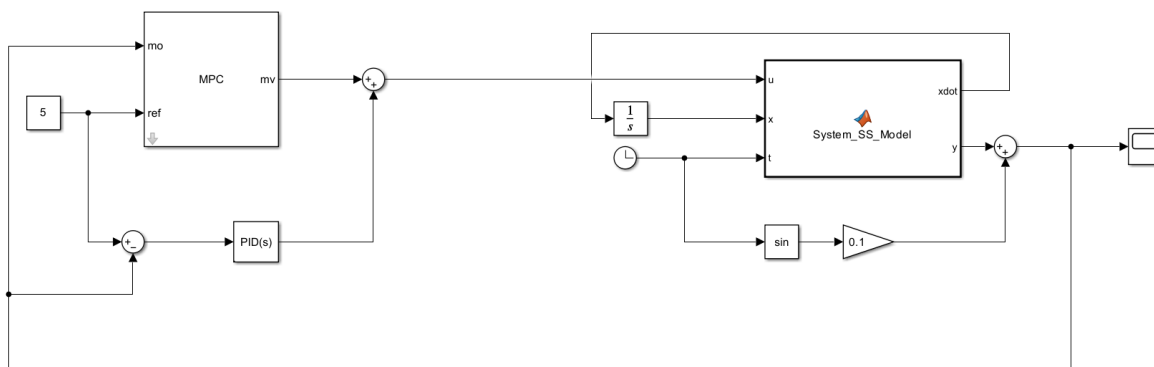 mo
MPC
mv
5
ref
u
xdot
1
s
x
System_SS_Model
t
y
PID(s)
sin
0.1